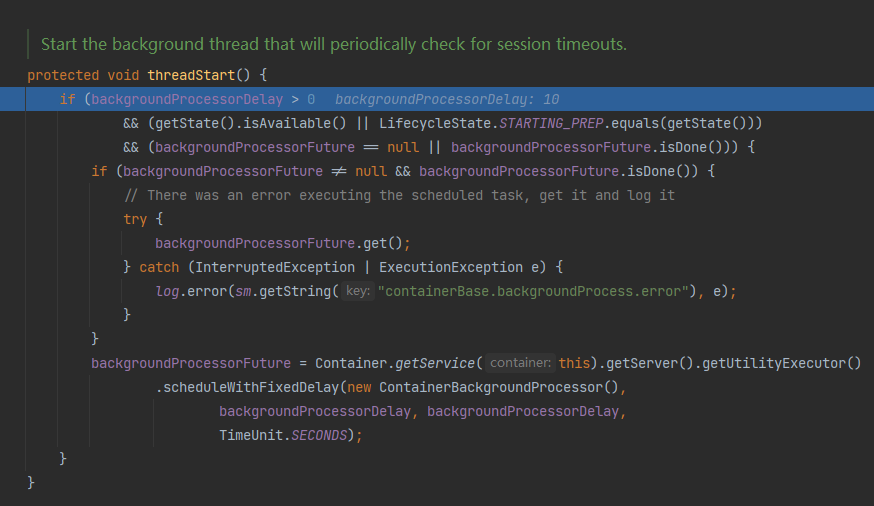 Start the background thread that will periodically check for session timeouts.
protected void threadStart() {
if (backgroundProcessorDelay > 0 backgroundProcessorDelay: 10
&& (getState().isAvailable() || LifecycleState.STARTING_PREP.equals(getState()))
&& (backgroundProcessorFuture == null || backgroundProcessorFuture.isDone())) {
if (backgroundProcessorFuture ≠ null && backgroundProcessorFuture.isDone()) {
// There was an error executing the scheduled task, get it and log it
try {
backgroundProcessorFuture.get();
} catch (InterruptedException | ExecutionException e) {
log.error(sm.getString( key: "containerBase.backgroundProcess.error"), e);
}
}
backgroundProcessorFuture = Container.getService( container: this).getServer().getUtilityExecutor()
.scheduleWithFixedDelay(new ContainerBackgroundProcessor(),
backgroundProcessorDelay, backgroundProcessorDelay,
TimeUnit.SECONDS);
}
}